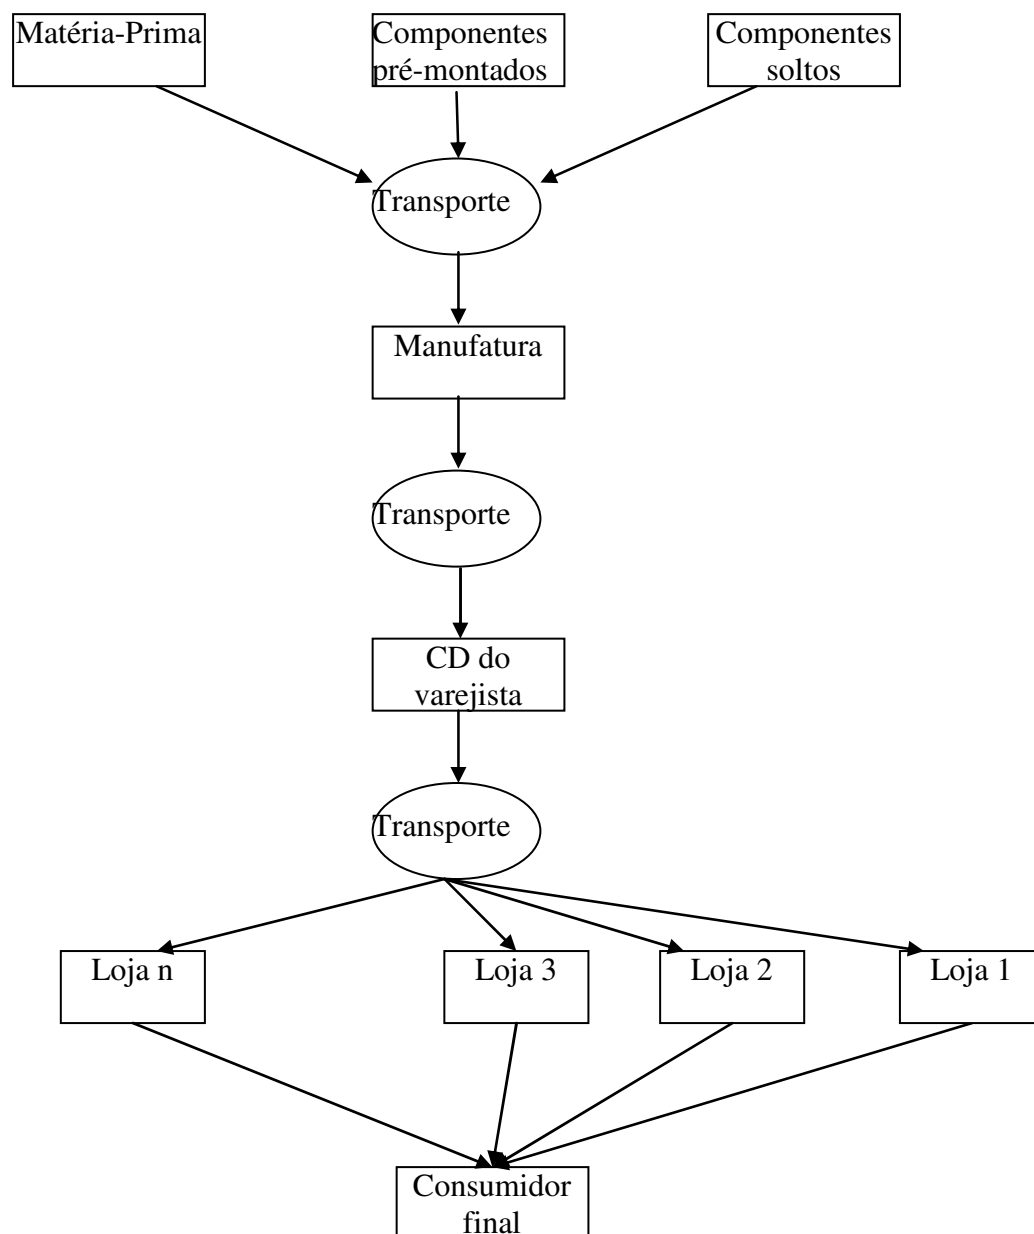 Matéria-Prima
Componentes
pré-montados
Componentes
soltos
Transporte
Manufatura
Transporte
CD do
varejista
Transporte
Loja n
Loja 3
Loja 2
Loja 1
Consumidor
final